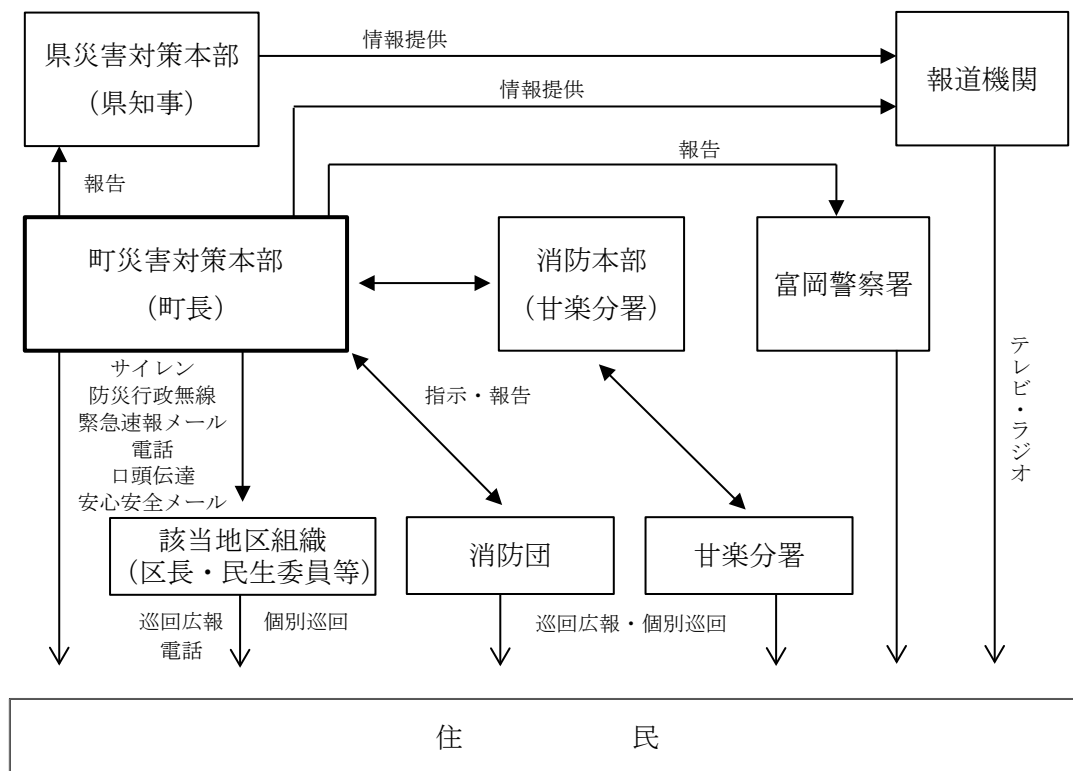 県災害対策本部
(県知事)
情報提供
情報提供
報道機関
報告
報告
町災害対策本部
(町長)
消防本部
(甘楽分署)
富岡警察署
サイレン
防災行政無線
緊急速報メール
電話
口頭伝達
安心安全メール
指示・報告
テレビ・ラジオ
該当地区組織
(区長・民生委員等)
消防団
甘楽分署
巡回広報
電話
個別巡回
巡回広報・個別巡回
住 民